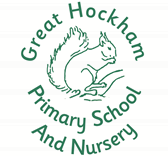 Great Hockham
Primary School
And Nursery